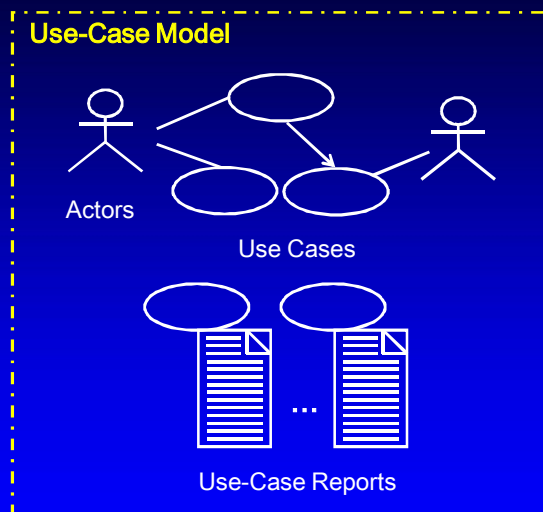 Use-Case Model
Actors
Use Cases
...
Use-Case Reports